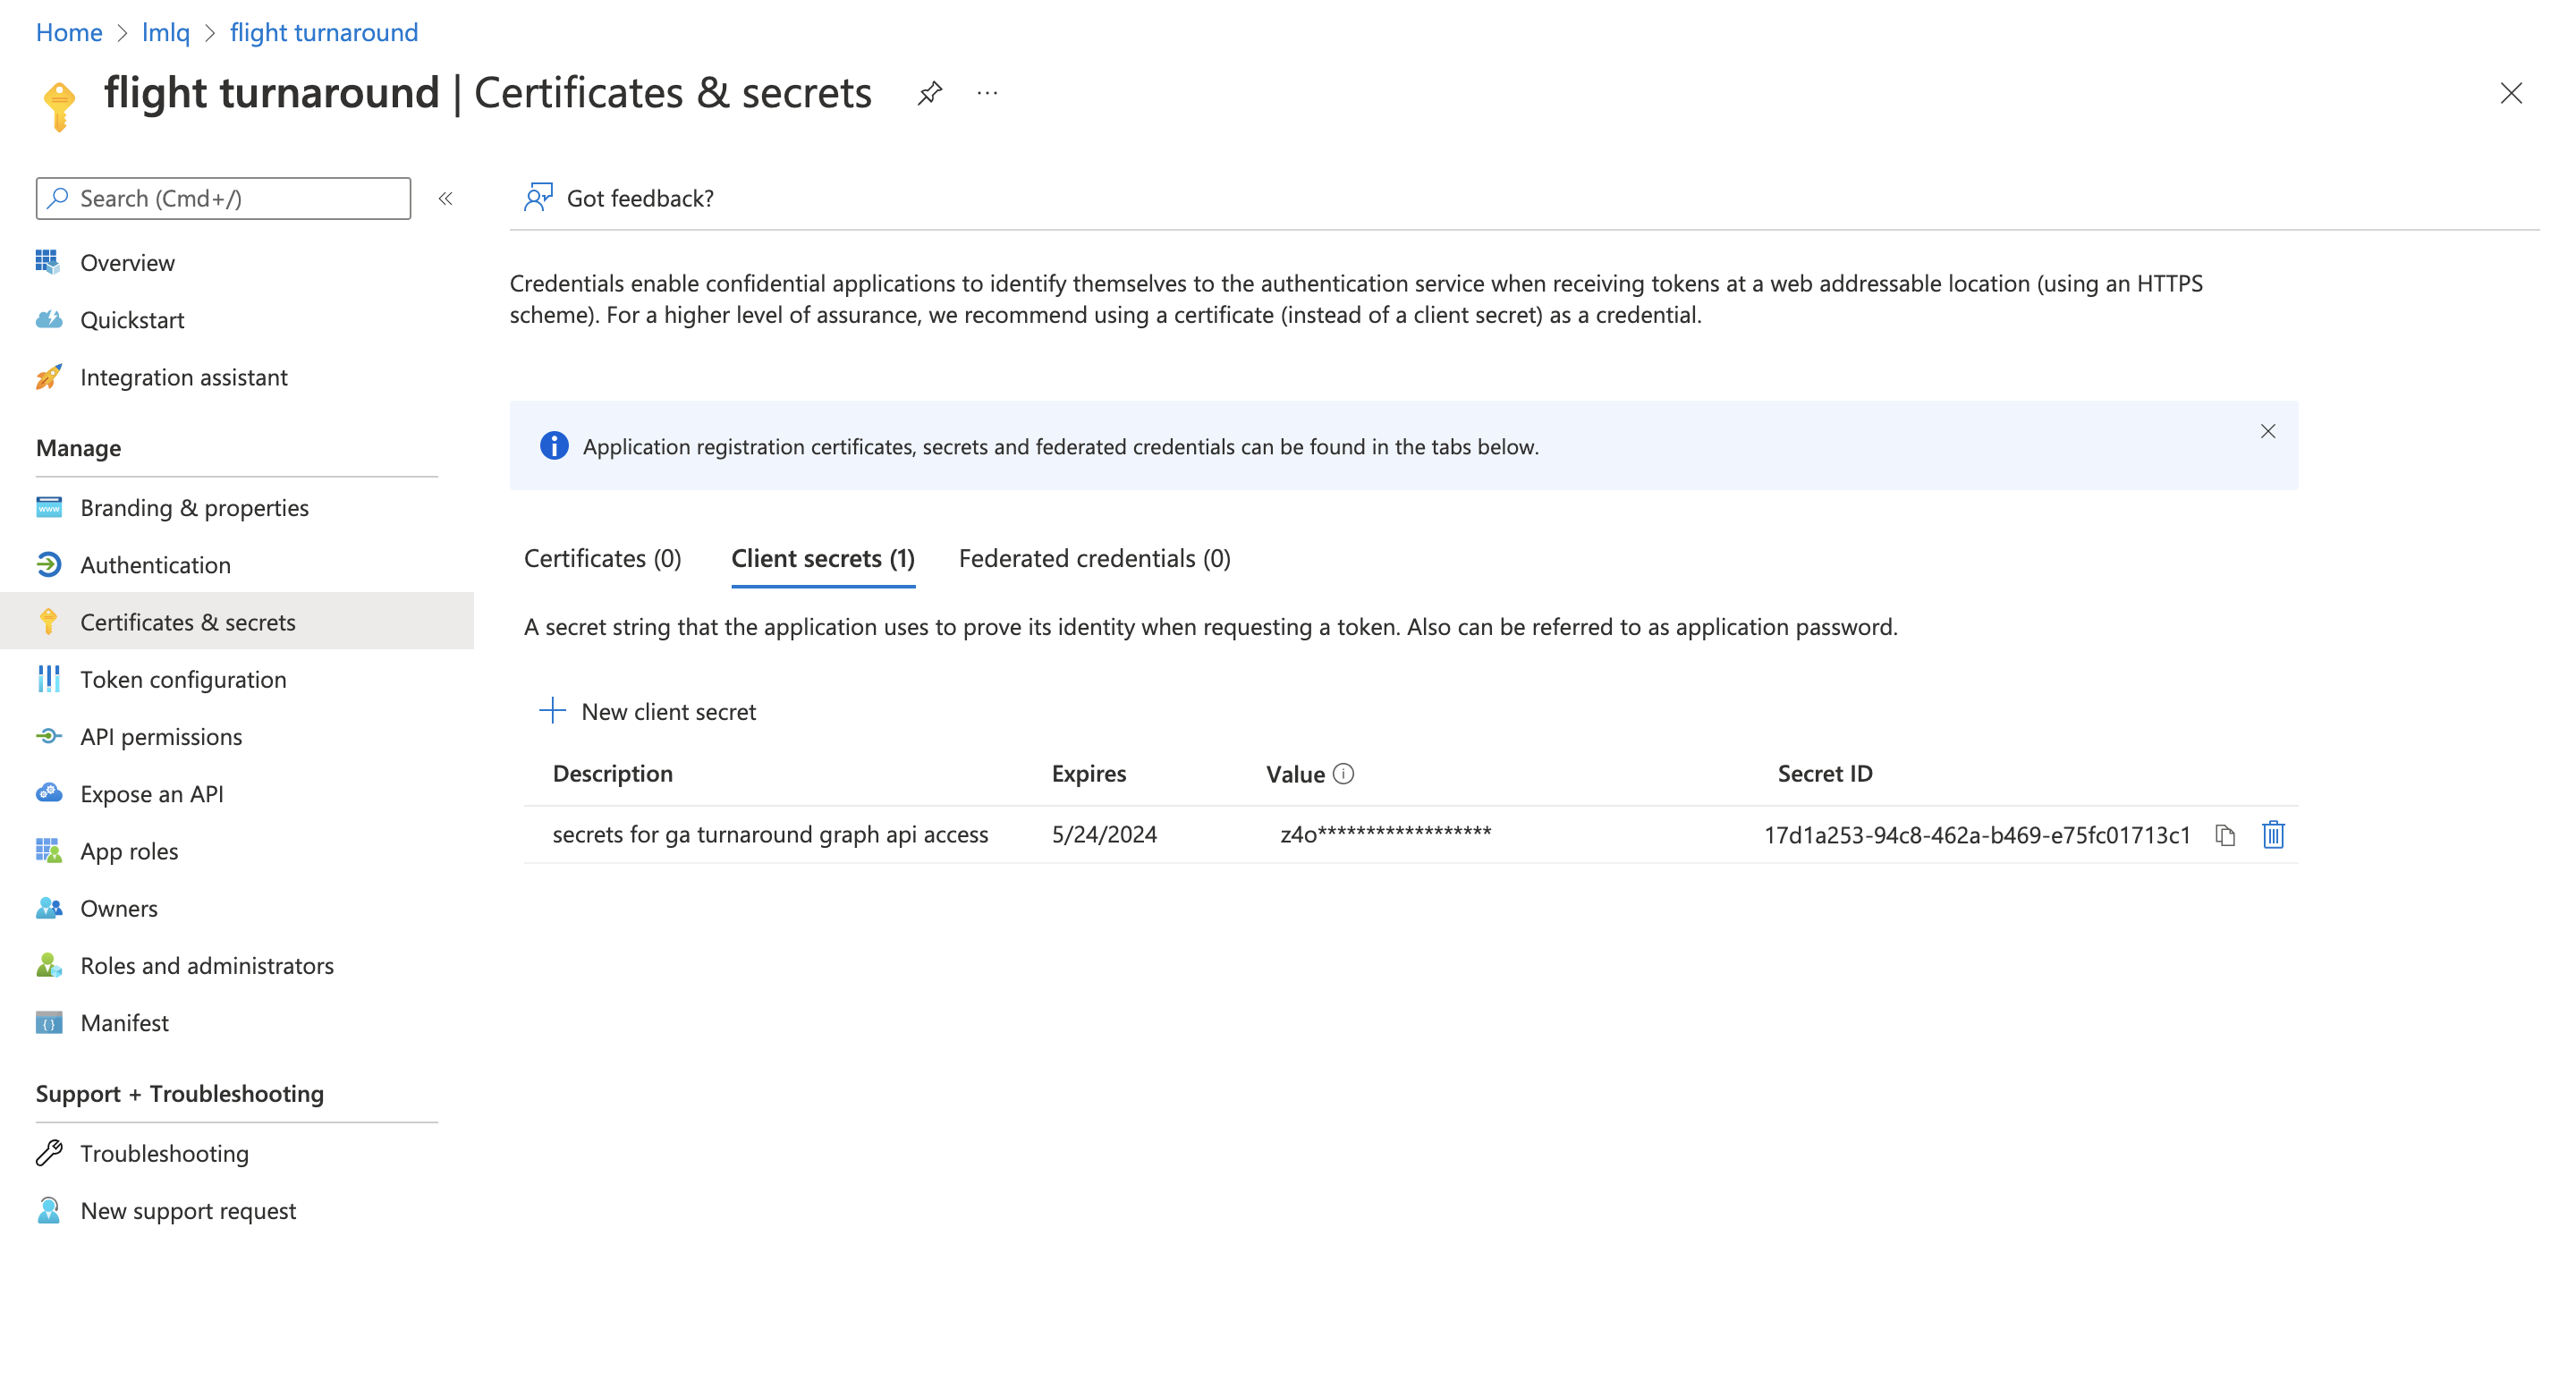 Home > lmlq > flight turnaround
flight turnaround | Certificates & secrets ...
Search (Cmd+/) «
Overview
Quickstart
Integration assistant
Manage
Branding & properties
Authentication
Certificates & secrets
Token configuration
API permissions
Expose an API
App roles
Owners
Roles and administrators
Manifest
Support + Troubleshooting
Troubleshooting
New support request
Got feedback?
Credentials enable confidential applications to identify themselves to the authentication service when receiving tokens at a web addressable location (using an HTTPS
scheme). For a higher level of assurance, we recommend using a certificate (instead of a client secret) as a credential.
Application registration certificates, secrets and federated credentials can be found in the tabs below.
Certificates (0) Client secrets (1) Federated credentials (0)
A secret string that the application uses to prove its identity when requesting a token. Also can be referred to as application password.
New client secret
Description Expires Value Secret ID
secrets for ga turnaround graph api access 5/24/2024 z4o****************** 17d1a253-94c8-462a-b469-e75fc01713c1